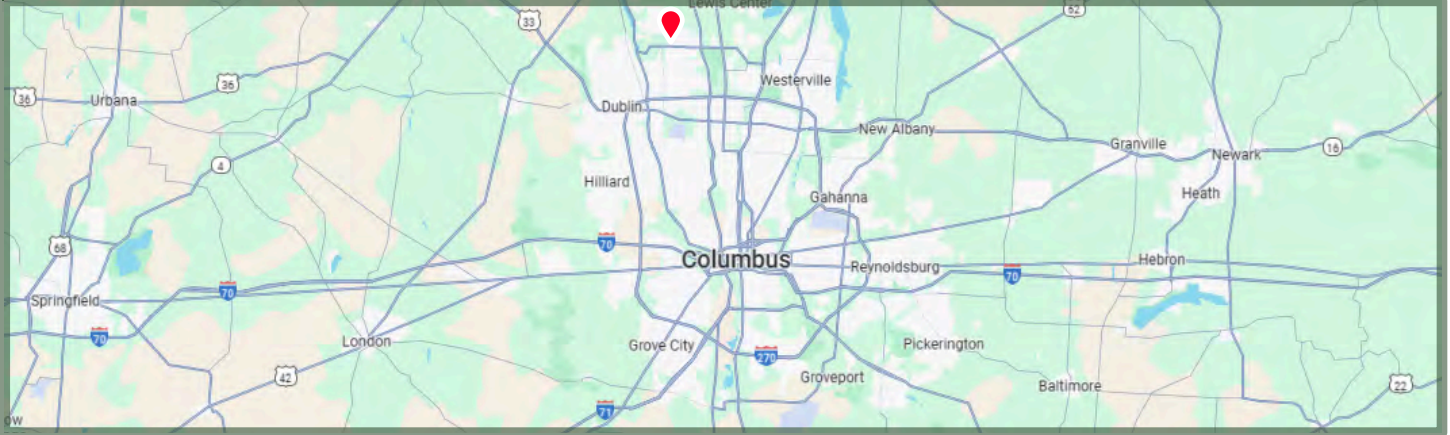 Lewis Center
33
62
36
Westerville
36
Urbana
Dublin
New Albany
Granville
16
Newark
4
Hilliard
Heath
Gahanna
68
70
Columbus
Hebron
Reynoldsburg
70
70
Springfield
70
London
Grove City
Pickerington
270
42
Groveport
Baltimore
22
71
ow